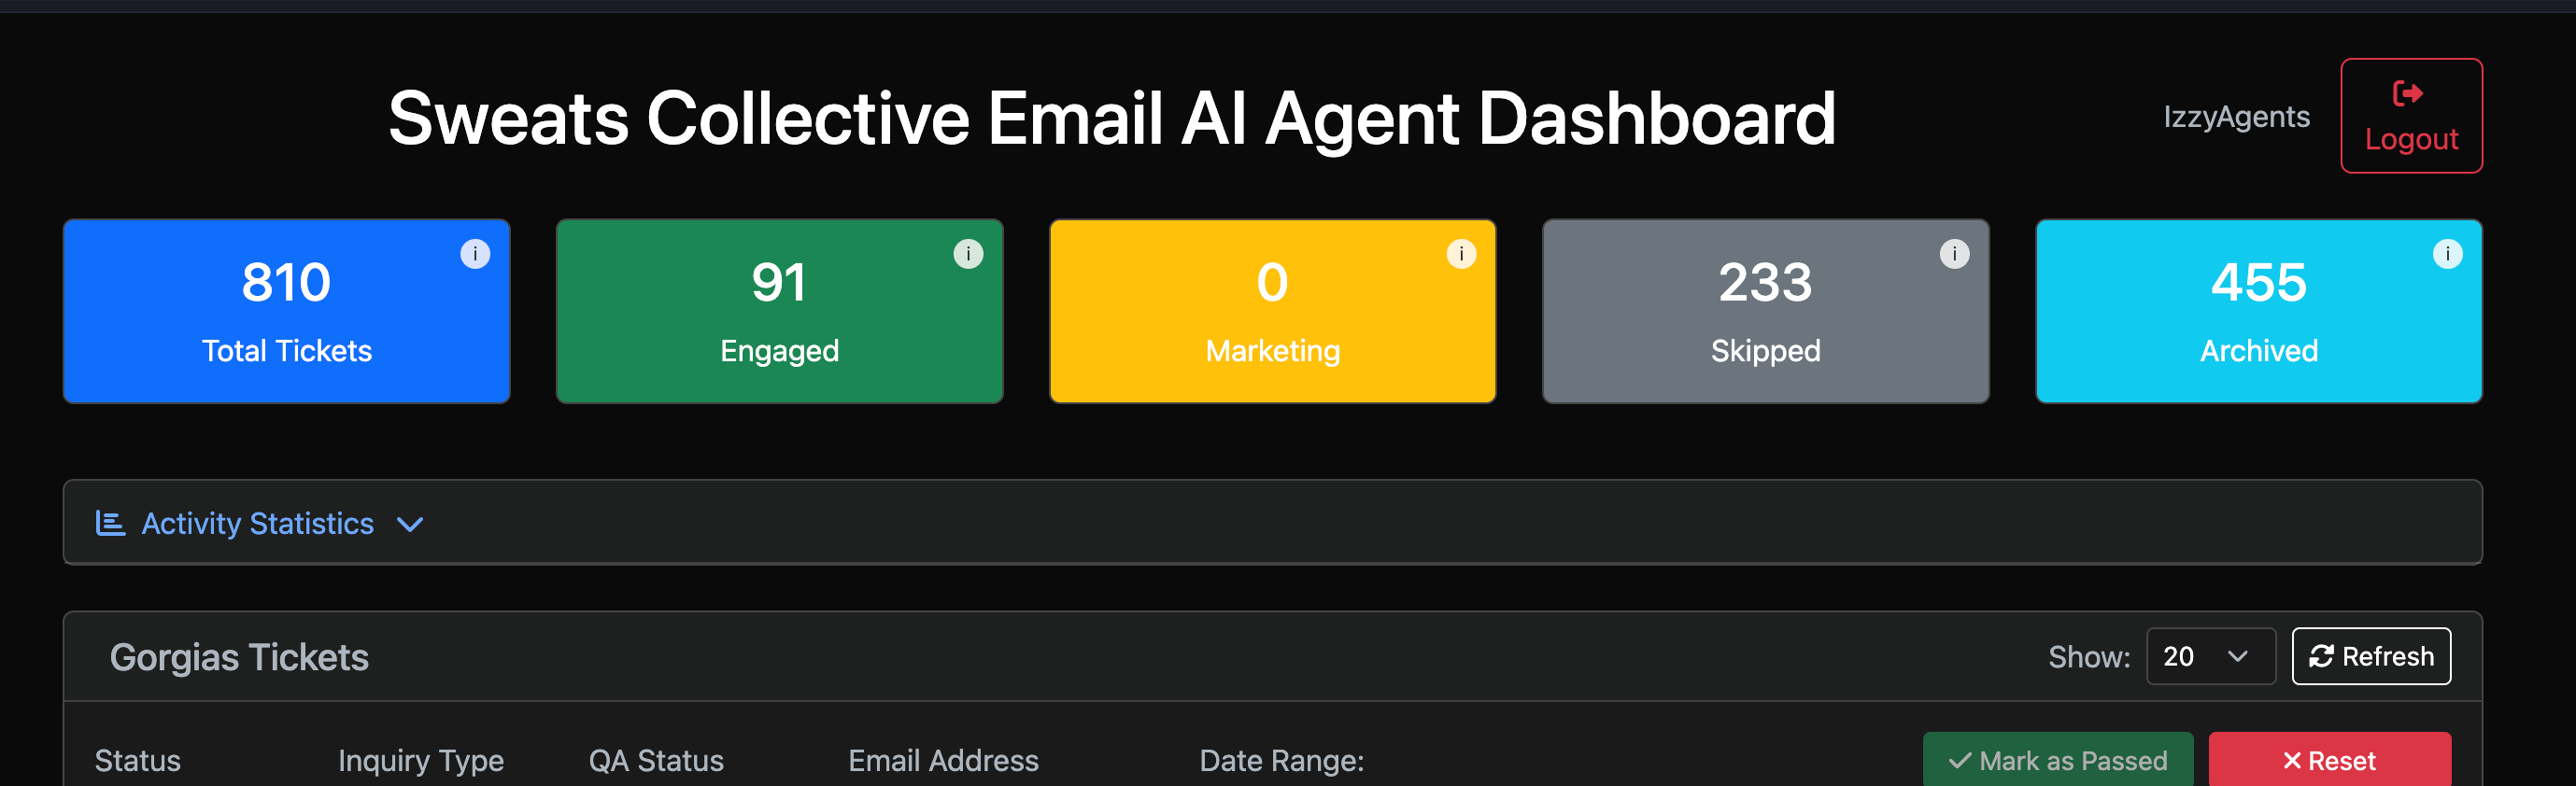 Sweats Collective Email AI Agent Dashboard
IzzyAgents
Logout
810
Total Tickets
i
91
Engaged
i
0
Marketing
i
233
Skipped
i
455
Archived
i
Activity Statistics
Gorgias Tickets
Show: 20 Refresh
Status Inquiry Type QA Status Email Address Date Range: Mark as Passed Reset